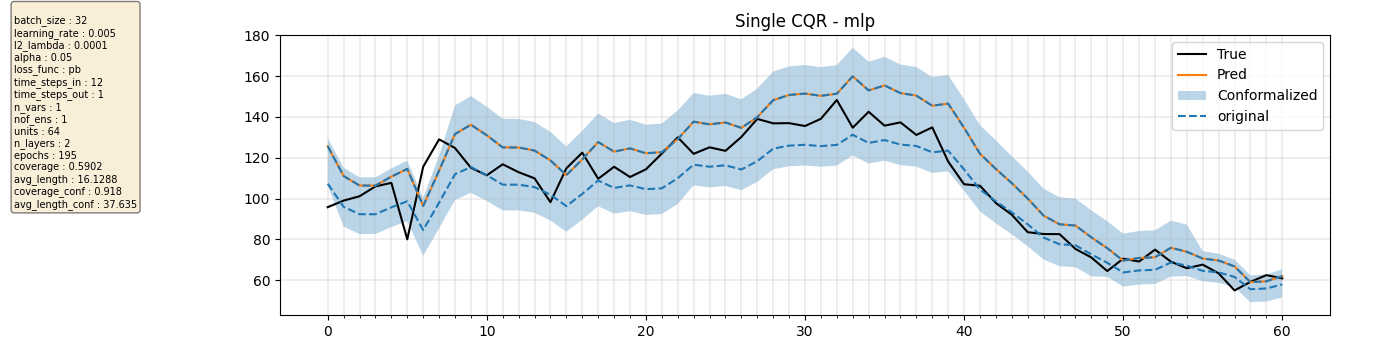 batch_size : 32
learning_rate : 0.005
l2_lambda : 0.0001
alpha : 0.05
loss_func : pb
time_steps_in : 12
time_steps_out : 1
n_vars : 1
nof_ens : 1
units : 64
n_layers : 2
epochs : 195
coverage : 0.5902
avg_length : 16.1288
coverage_conf : 0.918
avg_length_conf : 37.635
Single CQR - mlp
180
160
140
120
100
80
60
True
Pred
Conformalized
original
0 10 20 30 40 50 60